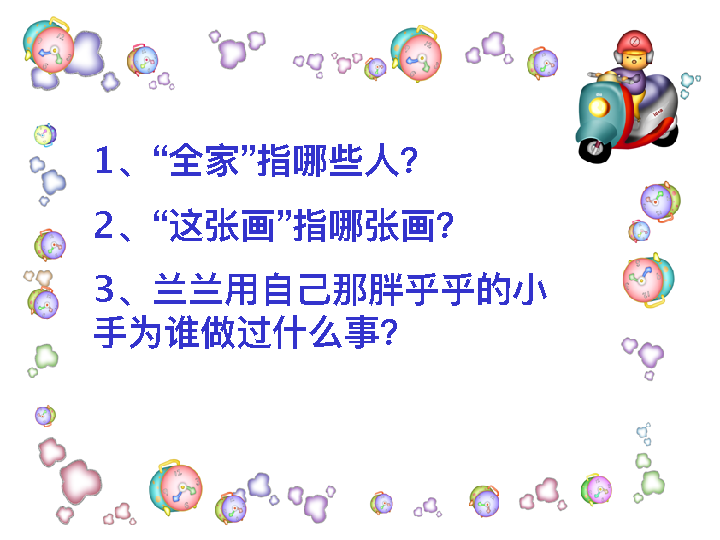 1、“全家”指哪些人?
2、“这张画”指哪张画?
3、兰兰用自己那胖乎乎的小
手为谁做过什么事?